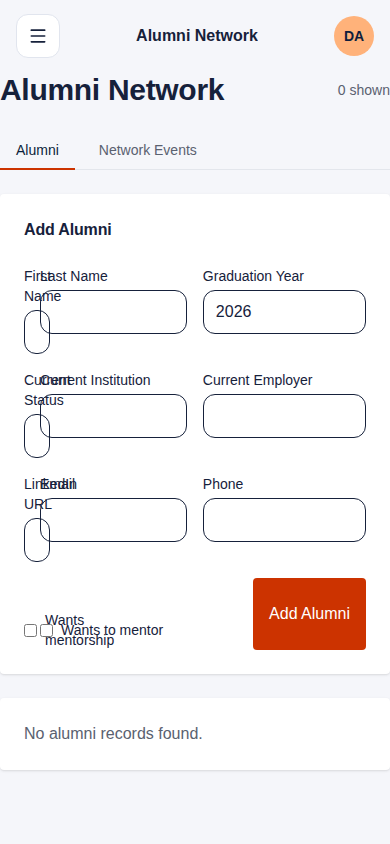 Alumni Network
DA
Alumni Network
0 shown
Alumni
Network Events
Add Alumni
First Name
Last Name
Graduation Year
2026
Current Status
Current Institution
Current Employer
LinkedIn URL
Email
Phone
Wants mentorship
Wants to mentor
Add Alumni
No alumni records found.